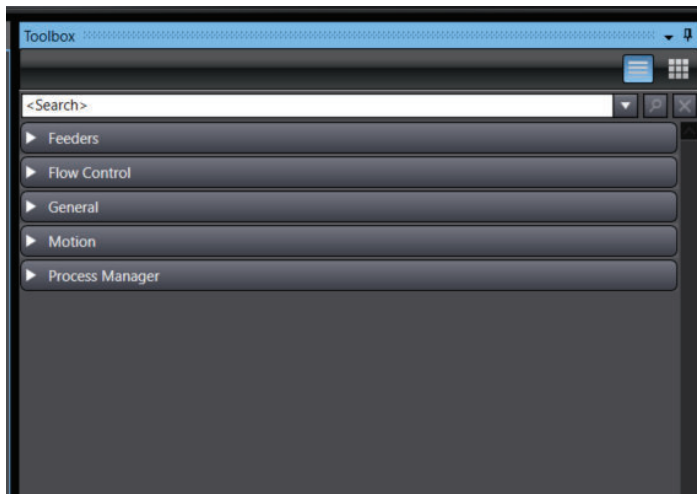 Toolbox
<Search>
Feeders
Flow Control
General
Motion
Process Manager